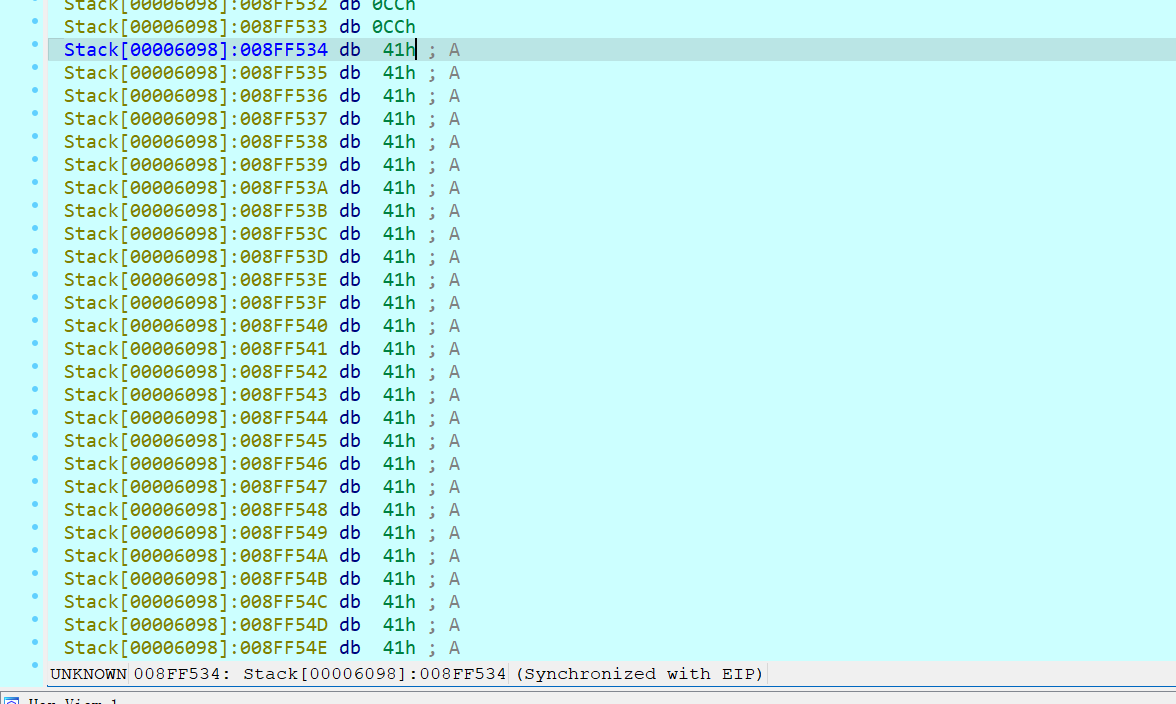 Stack[00006098]:008FF532 db 0CCh
Stack[00006098]:008FF533 db 0CCh
Stack[00006098]:008FF534 db 41h ; A
Stack[00006098]:008FF535 db 41h ; A
Stack[00006098]:008FF536 db 41h ; A
Stack[00006098]:008FF537 db 41h ; A
Stack[00006098]:008FF538 db 41h ; A
Stack[00006098]:008FF539 db 41h ; A
Stack[00006098]:008FF53A db 41h ; A
Stack[00006098]:008FF53B db 41h ; A
Stack[00006098]:008FF53C db 41h ; A
Stack[00006098]:008FF53D db 41h ; A
Stack[00006098]:008FF53E db 41h ; A
Stack[00006098]:008FF53F db 41h ; A
Stack[00006098]:008FF540 db 41h ; A
Stack[00006098]:008FF541 db 41h ; A
Stack[00006098]:008FF542 db 41h ; A
Stack[00006098]:008FF543 db 41h ; A
Stack[00006098]:008FF544 db 41h ; A
Stack[00006098]:008FF545 db 41h ; A
Stack[00006098]:008FF546 db 41h ; A
Stack[00006098]:008FF547 db 41h ; A
Stack[00006098]:008FF548 db 41h ; A
Stack[00006098]:008FF549 db 41h ; A
Stack[00006098]:008FF54A db 41h ; A
Stack[00006098]:008FF54B db 41h ; A
Stack[00006098]:008FF54C db 41h ; A
Stack[00006098]:008FF54D db 41h ; A
Stack[00006098]:008FF54E db 41h ; A
UNKNOWN 008FF534: Stack[00006098]:008FF534 (Synchronized with EIP)